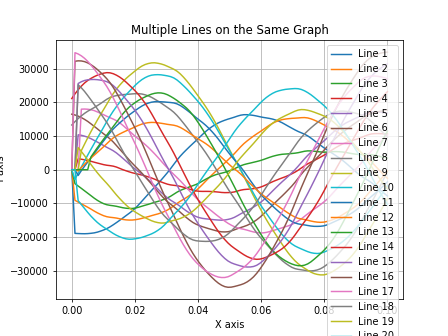 Multiple Lines on the Same Graph
30000
20000
10000
0
−10000
−20000
−30000
0.00
0.02
0.04
0.06
X axis
Line 1
Line 2
Line 3
Line 4
Line 5
Line 6
Line 7
Line 8
Line 9
Line 10
Line 11
Line 12
Line 13
Line 14
Line 15
Line 16
Line 17
Line 18
Line 19